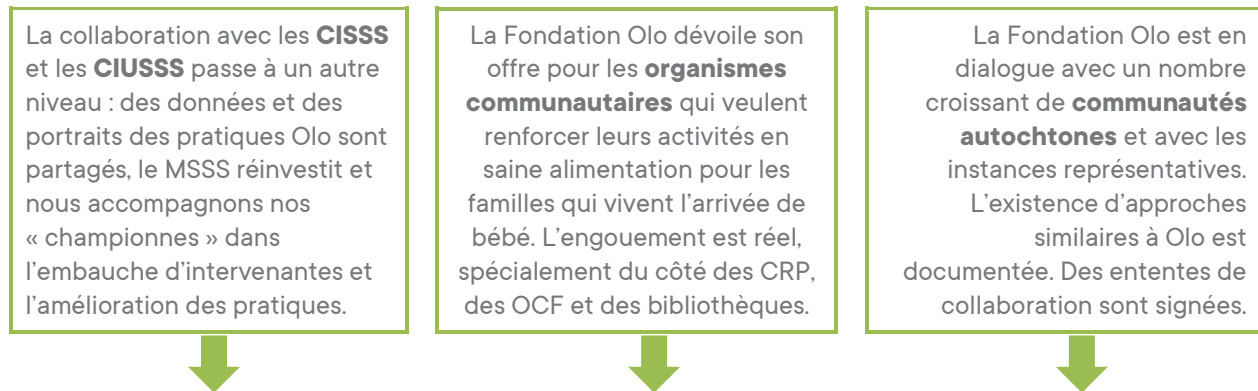 La collaboration avec les CISSS
et les CIUSSS passe à un autre
niveau : des données et des
portraits des pratiques Olo sont
partagés, le MSSS réinvestit et
nous accompagnons nos
« championnes » dans
l’embauche d’intervenantes et
l’amélioration des pratiques.
La Fondation Olo dévoile son
offre pour les organismes
communautaires qui veulent
renforcer leurs activités en
saine alimentation pour les
familles qui vivent l’arrivée de
bébé. L’engouement est réel,
spécialement du côté des CRP,
des OCF et des bibliothèques.
La Fondation Olo est en
dialogue avec un nombre
croissant de communautés
autochtones et avec les
instances représentatives.
L’existence d’approches
similaires à Olo est
documentée. Des ententes de
collaboration sont signées.